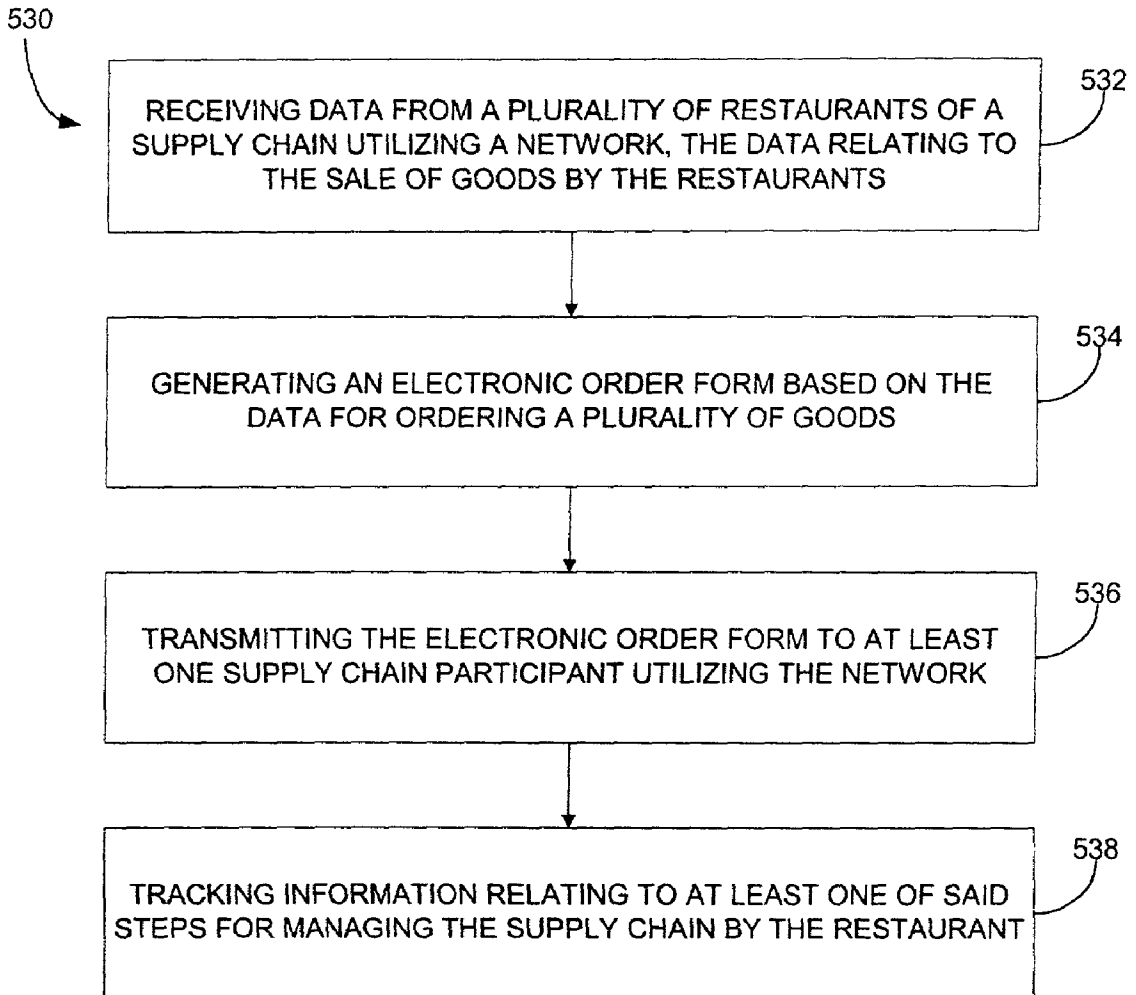 530
532
RECEIVING DATA FROM A PLURALITY OF RESTAURANTS OF A
SUPPLY CHAIN UTILIZING A NETWORK, THE DATA RELATING TO
THE SALE OF GOODS BY THE RESTAURANTS
534
GENERATING AN ELECTRONIC ORDER FORM BASED ON THE
DATA FOR ORDERING A PLURALITY OF GOODS
536
TRANSMITTING THE ELECTRONIC ORDER FORM TO AT LEAST
ONE SUPPLY CHAIN PARTICIPANT UTILIZING THE NETWORK
538
TRACKING INFORMATION RELATING TO AT LEAST ONE OF SAID
STEPS FOR MANAGING THE SUPPLY CHAIN BY THE RESTAURANT